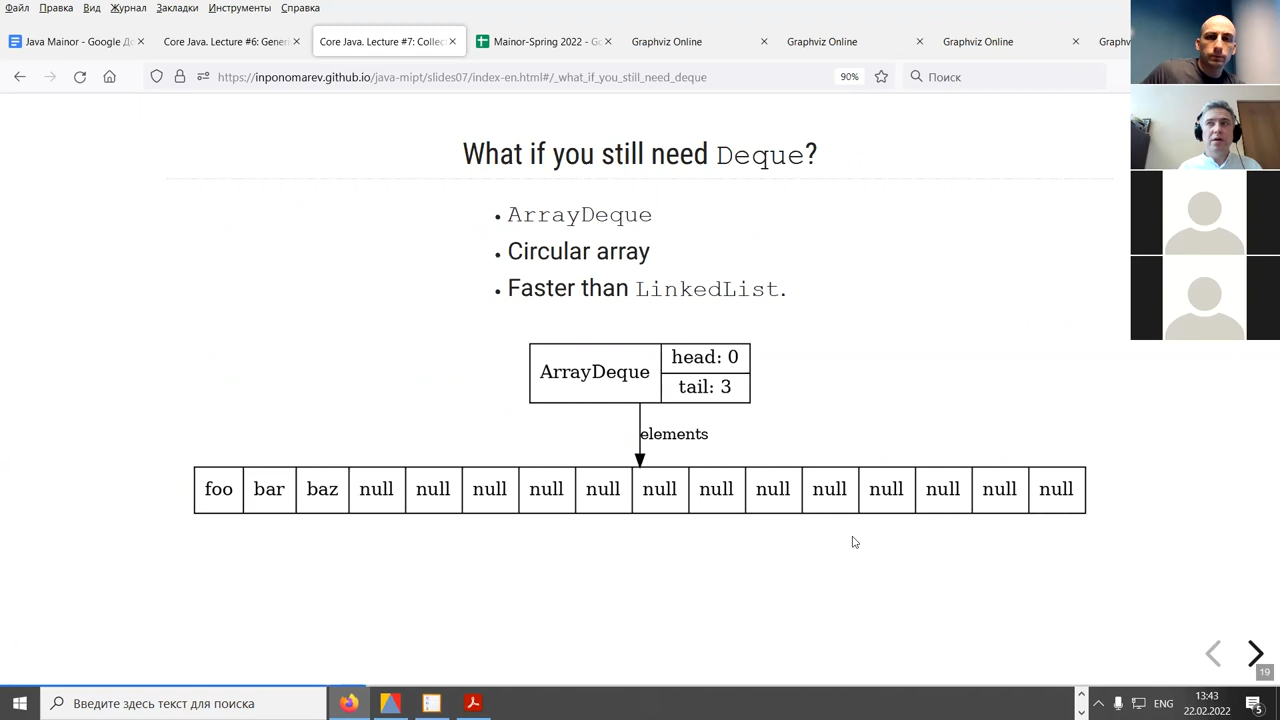 Файл Правка Вид Журнал Закладки Инструменты Справка
Java Mainor - Google До
Core Java. Lecture #6: Generi
Core Java. Lecture #7: Collec
Graphviz Online
Graphviz Online
Graphviz Online
https://inponomarev.github.io/java-mipt/slides07/index-en.html#/_what_if_you_still_need_deque
90%
Поиск
What if you still need Deque?
• ArrayDeque
• Circular array
• Faster than LinkedList.
ArrayDeque
head: 0
tail: 3
elements
foo bar baz null null null null null null null null null null null null null
19
Введите здесь текст для поиска
ENG
13:43
22.02.2022
5